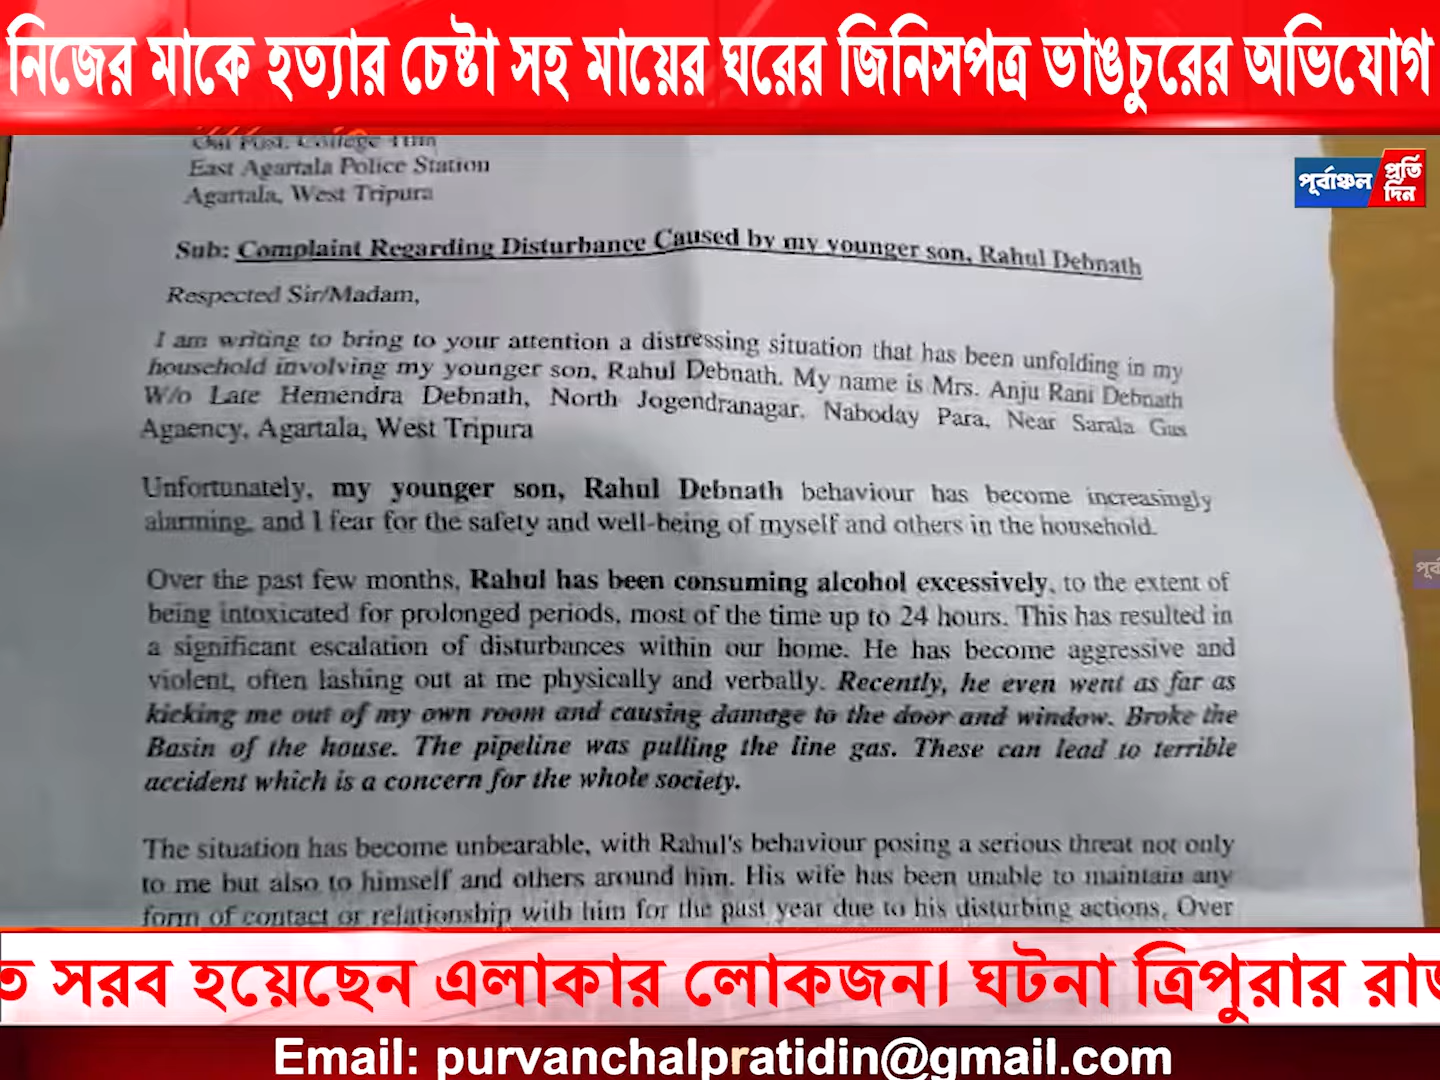 নিজের মাকে হত্যার চেষ্টা সহ মায়ের ঘরের জিনিসপত্র ভাঙচুরের অভিযোগ
Out Post. College
East Agartala Police Station
Agartala, West Tripura
পূর্বাঞ্চল প্রতিদিন
Sub: Complaint Regarding Disturbance Caused by my younger son, Rahul Debnath
Respected Sir/Madam,
I am writing to bring to your attention a distressing situation that has been unfolding in my
household involving my younger son, Rahul Debnath. My name is Mrs. Anju Rani Debnath
W/o Late Hemendra Debnath, North Jogendranagar, Naboday Para, Near Sarala Gas
Agaency, Agartala, West Tripura
Unfortunately, my younger son, Rahul Debnath behaviour has become increasingly
alarming, and I fear for the safety and well-being of myself and others in the household.
Over the past few months, Rahul has been consuming alcohol excessively, to the extent of
being intoxicated for prolonged periods, most of the time up to 24 hours. This has resulted in
a significant escalation of disturbances within our home. He has become aggressive and
violent, often lashing out at me physically and verbally. Recently, he even went as far as
kicking me out of my own room and causing damage to the door and window. Broke the
Basin of the house. The pipeline was pulling the line gas. These can lead to terrible
accident which is a concern for the whole society.
The situation has become unbearable, with Rahul's behaviour posing a serious threat not only
to me but also to himself and others around him. His wife has been unable to maintain any
form of contact or relationship with him for the past year due to his disturbing actions. Over
সরব হয়েছেন এলাকার লোকজন। ঘটনা ত্রিপুরার
Email: purvanchalpratidin@gmail.com